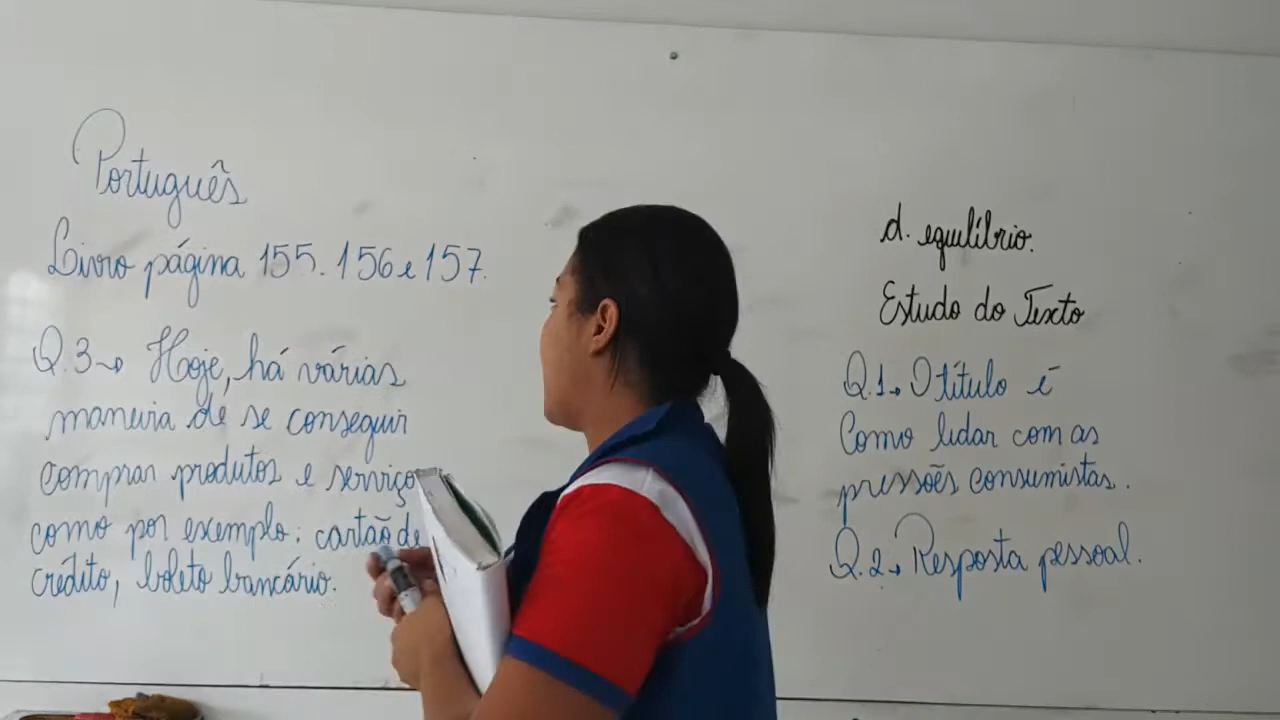 Português
Livro página 155. 156 e 157.
Q.3→ Hoje, há várias
maneira de se conseguir
comprar produtos e serviço
como por exemplo: cartão de
crédito, boleto bancário.
d. equilíbrio.
Estudo do Texto
Q.1→ O título é
Como lidar com as
pressões consumistas.
Q.2→ Resposta pessoal.